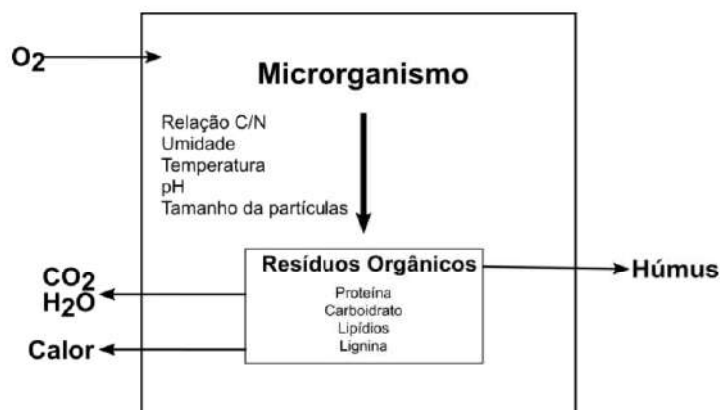 O2
Microrganismo
Relação C/N
Umidade
Temperatura
pH
Tamanho da partículas
Resíduos Orgânicos
Proteína
Carboidrato
Lipídios
Lignina
CO2
H2O
Calor
Húmus